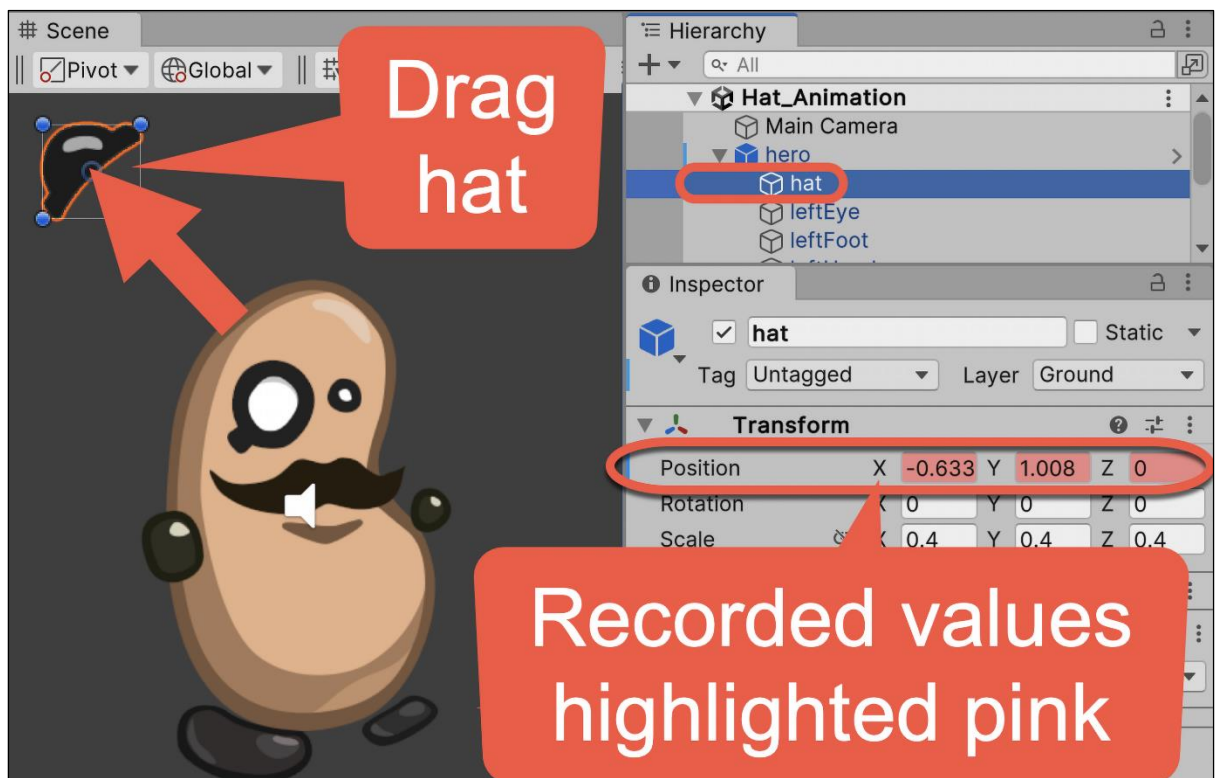 Scene
Pivot
Global
Drag
hat
Hierarchy
All
Hat_Animation
Main Camera
hero
hat
leftEye
leftFoot
Inspector
hat
Static
Tag Untagged Layer Ground
Transform
Position X -0.633 Y 1.008 Z 0
Rotation X 0 Y 0 Z 0
Scale X 0.4 Y 0.4 Z 0.4
Recorded values
highlighted pink